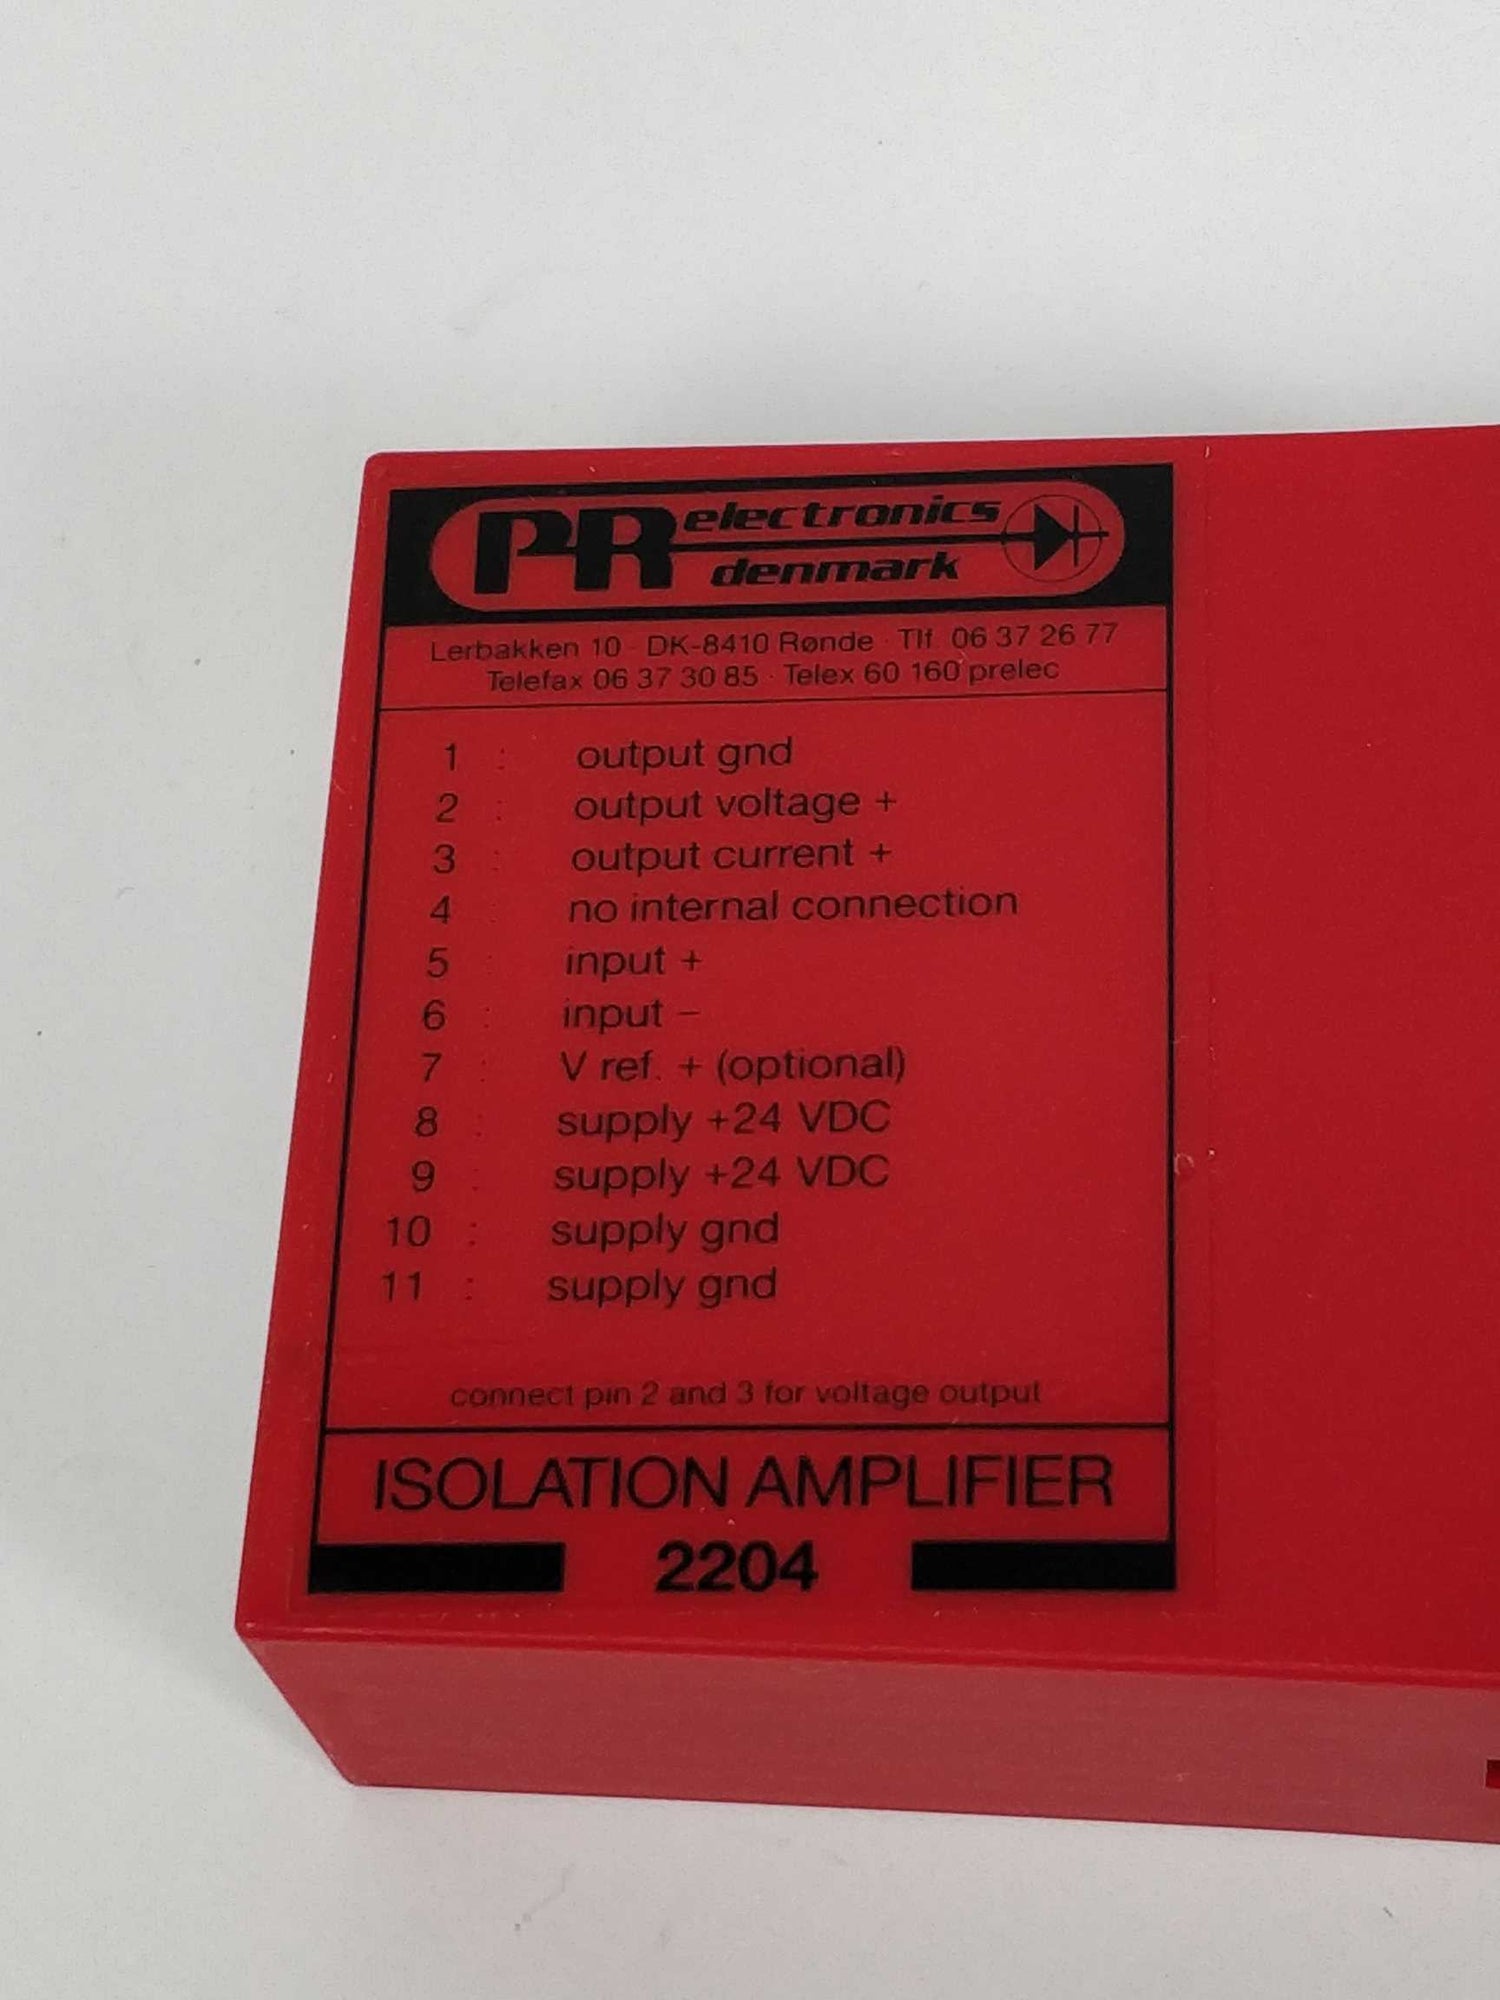 PR electronics
denmark
Lerbakken 10 · DK-8410 Rønde · Tlf. 06 37 26 77
Telefax 06 37 30 85 · Telex 60 160 prelec
1 : output gnd
2 : output voltage +
3 : output current +
4 : no internal connection
5 : input +
6 : input –
7 : V ref. + (optional)
8 : supply +24 VDC
9 : supply +24 VDC
10 : supply gnd
11 : supply gnd
connect pin 2 and 3 for voltage output
ISOLATION AMPLIFIER
2204